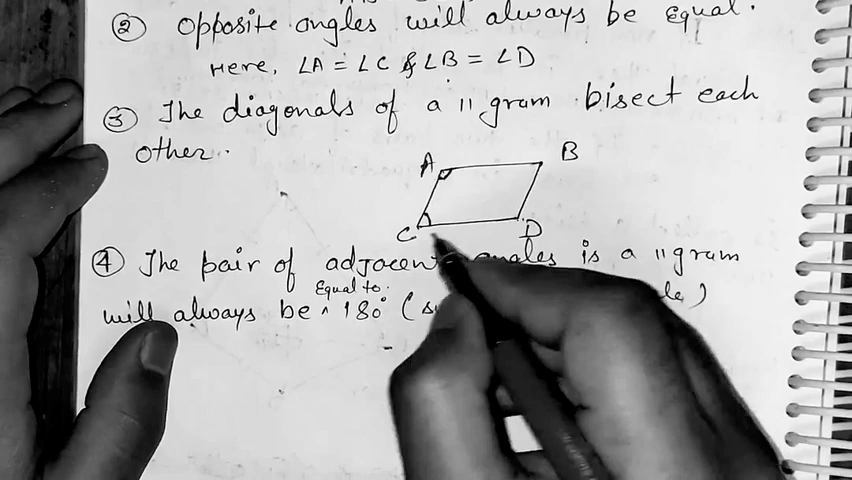 ② Opposite angles will always be equal.
Here, ∠A = ∠C & ∠B = ∠D
③ The diagonals of a || gram bisect each
other.
A B
C D
④ The pair of adjacent angles is a || gram
Equal to.
will always be ^ 180° (